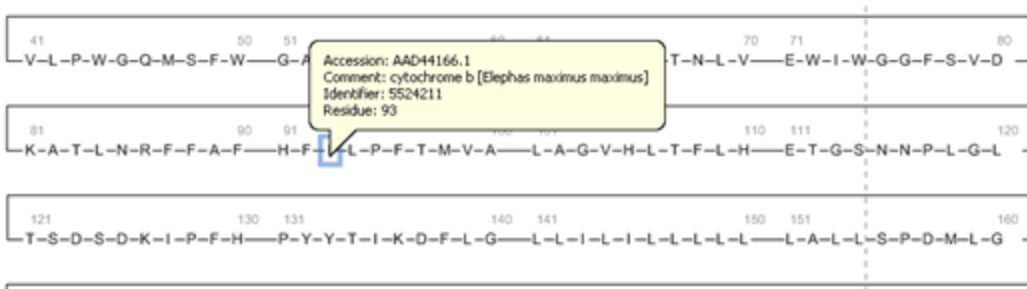 41 50 51 70 71 80
V-L-P-W-G-Q-M-S-F-W—G-A T-N-L-V—E-W-I-W-G-G-F-S-V-D
Accession: AAD44166.1
Comment: cytochrome b [Elephas maximus maximus]
Identifier: 5524211
Residue: 93
81 90 91 110 111 120
K-A-T-L-N-R-F-F-A-F—H-F- -L-P-F-T-M-V-A—L-A-G-V-H-L-T-F-L-H—E-T-G-S-N-N-P-L-G-L
121 130 131 140 141 150 151 160
T-S-D-S-D-K-I-P-F-H—P-Y-Y-T-I-K-D-F-L-G—L-L-I-L-I-L-L-L-L-L—L-A-L-L-S-P-D-M-L-G